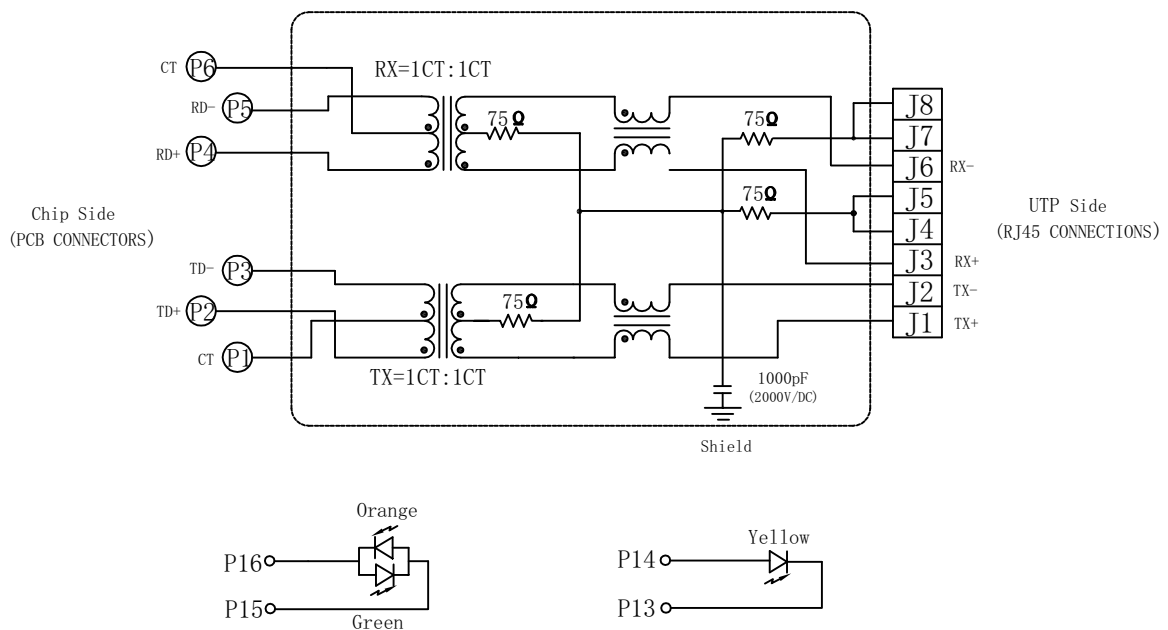 CT P6
RX=1CT:1CT
RD- P5
RD+ P4
75Ω
75Ω
75Ω
J8
J7
J6 RX-
J5
J4
J3 RX+
J2 TX-
J1 TX+
Chip Side
(PCB CONNECTORS)
UTP Side
(RJ45 CONNECTIONS)
TD- P3
TD+ P2
CT P1
75Ω
TX=1CT:1CT
1000pF
(2000V/DC)
Shield
Orange
P16
P15
Green
Yellow
P14
P13